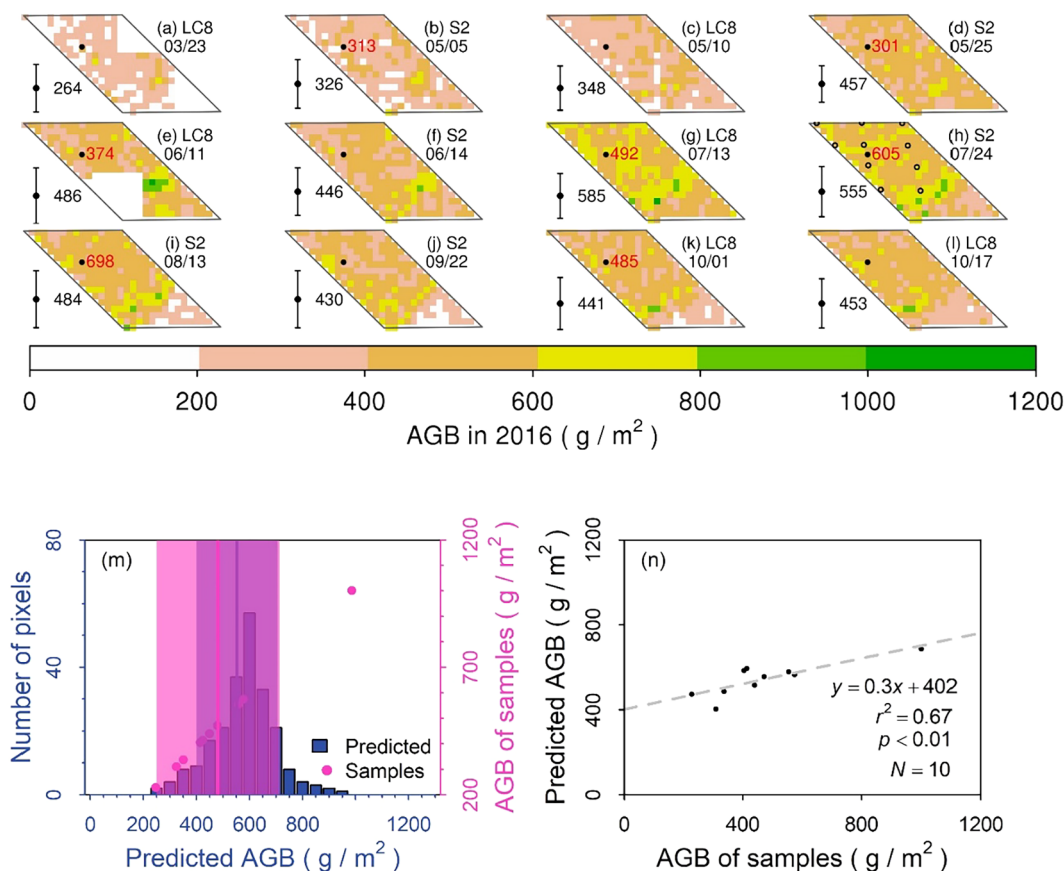 (a) LC8
03/23
264
(b) S2
05/05
313
326
(c) LC8
05/10
348
(d) S2
05/25
301
457
(e) LC8
06/11
374
486
(f) S2
06/14
446
(g) LC8
07/13
492
585
(h) S2
07/24
605
555
(i) S2
08/13
698
484
(j) S2
09/22
430
(k) LC8
10/01
485
441
(l) LC8
10/17
453
0 200 400 600 800 1000 1200
AGB in 2016 ( g / m² )
(m)
Number of pixels
0 40 80
AGB of samples ( g / m² )
200 700 1200
Predicted
Samples
0 200 400 600 800 1200
Predicted AGB ( g / m² )
(n)
Predicted AGB ( g / m² )
0 400 800 1200
y = 0.3x + 402
r² = 0.67
p < 0.01
N = 10
0 400 800 1200
AGB of samples ( g / m² )